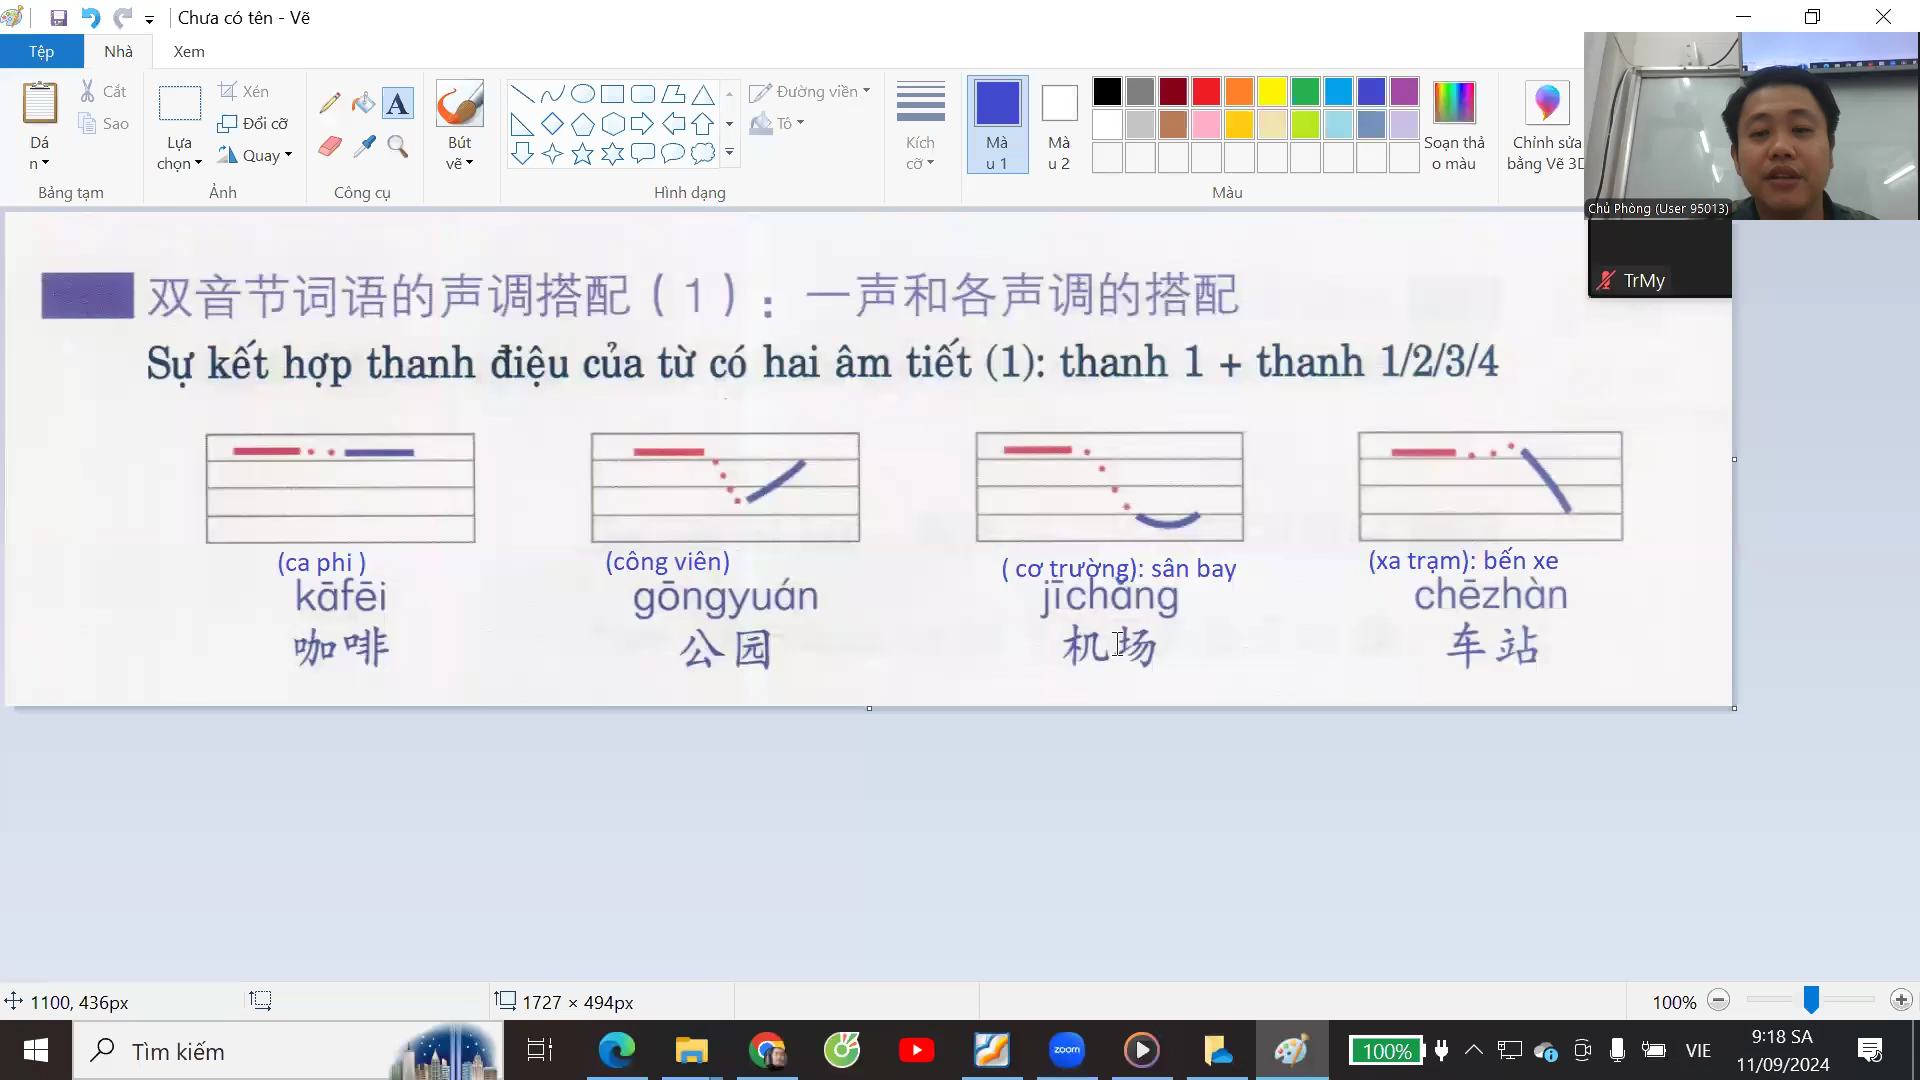 Chưa có tên - Vẽ
Tệp
Nhà
Xem
Dá
n
Cắt
Sao
Bảng tạm
Lựa
chọn
Xén
Đổi cỡ
Quay
Ảnh
A
Công cụ
Bút
vẽ
Đường viền
Tô
Hình dạng
Kích
cỡ
Mà
u 1
Mà
u 2
Màu
Soạn thả
o màu
Chỉnh sửa
bằng Vẽ 3D
Chủ Phòng (User 95013)
TrMy
双音节词语的声调搭配（1）：一声和各声调的搭配
Sự kết hợp thanh điệu của từ có hai âm tiết (1): thanh 1 + thanh 1/2/3/4
(ca phi )
kāfēi
咖啡
(công viên)
gōngyuán
公园
( cơ trường): sân bay
jīchǎng
机场
(xa trạm): bến xe
chēzhàn
车站
1100, 436px
1727 × 494px
100%
Tìm kiếm
zoom
100%
VIE
9:18 SA
11/09/2024